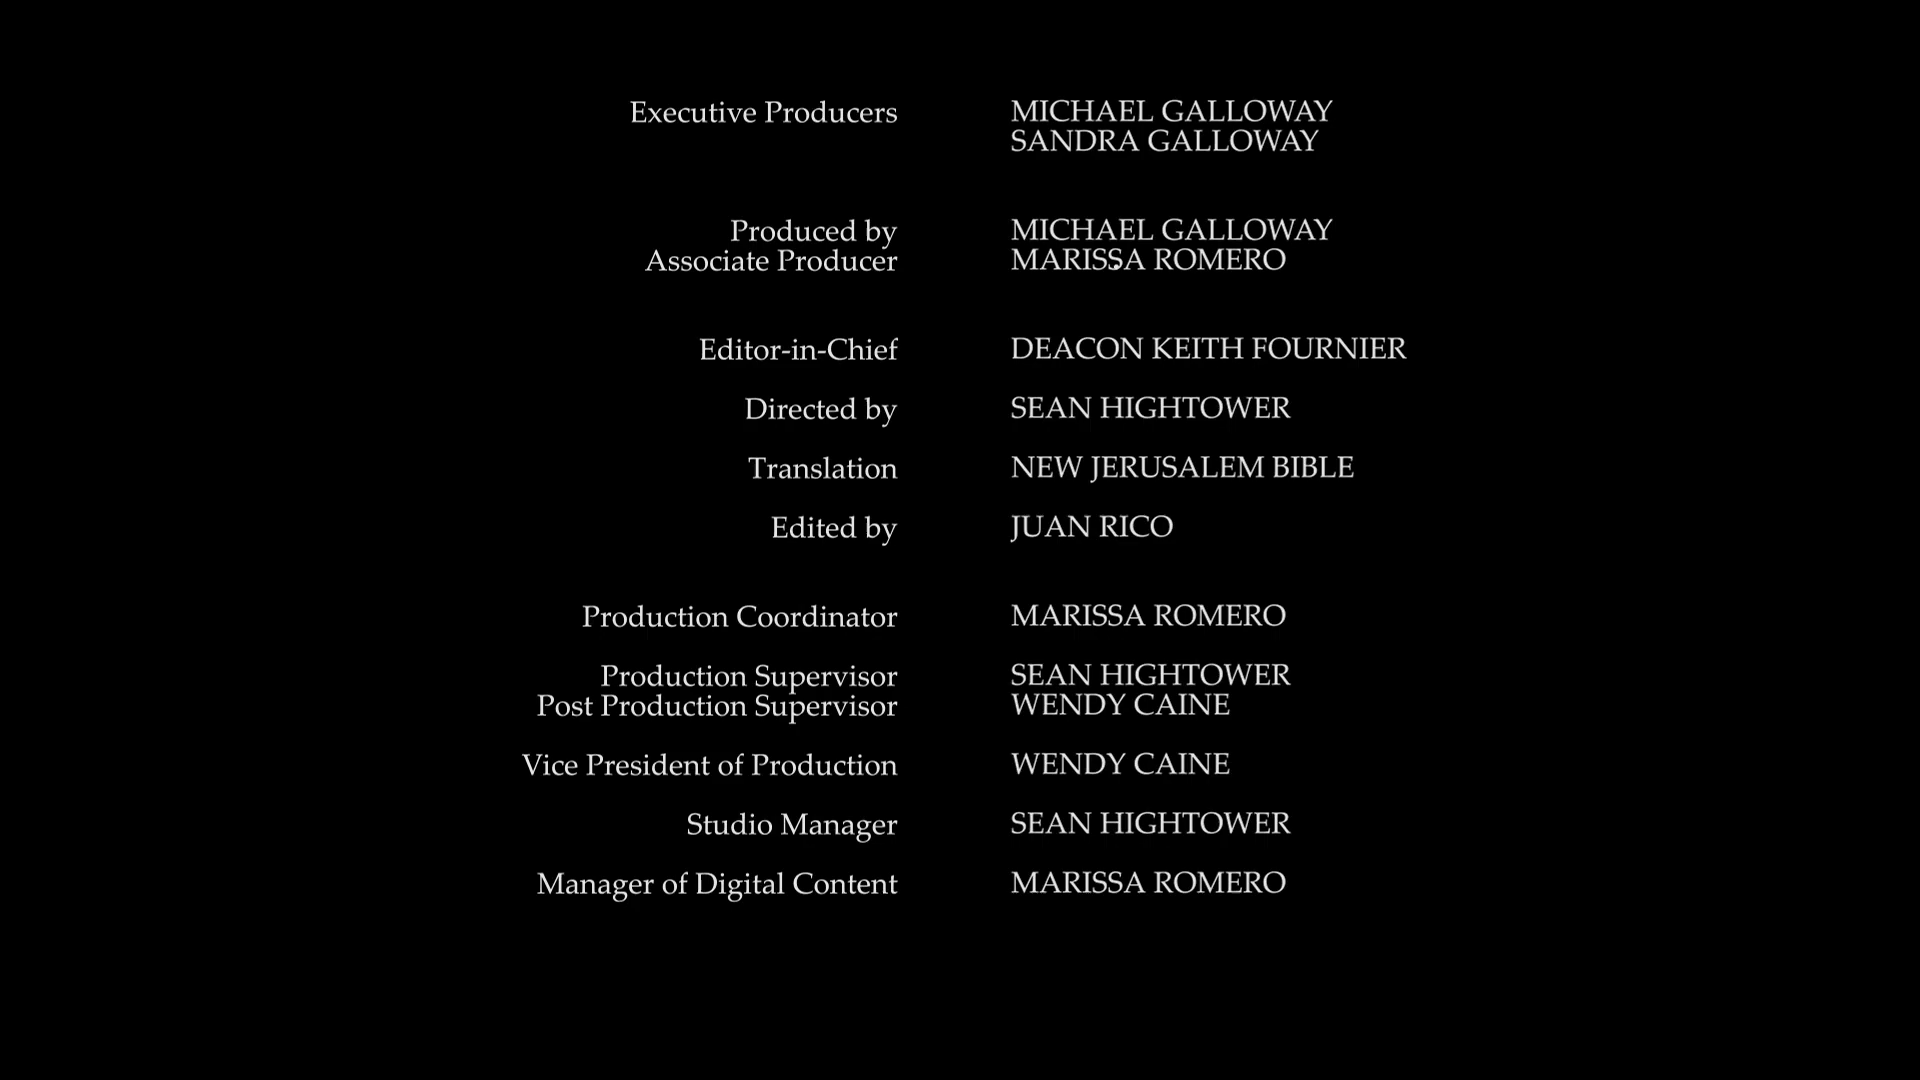 Executive Producers MICHAEL GALLOWAY
SANDRA GALLOWAY
Produced by MICHAEL GALLOWAY
Associate Producer MARISSA ROMERO
Editor-in-Chief DEACON KEITH FOURNIER
Directed by SEAN HIGHTOWER
Translation NEW JERUSALEM BIBLE
Edited by JUAN RICO
Production Coordinator MARISSA ROMERO
Production Supervisor SEAN HIGHTOWER
Post Production Supervisor WENDY CAINE
Vice President of Production WENDY CAINE
Studio Manager SEAN HIGHTOWER
Manager of Digital Content MARISSA ROMERO